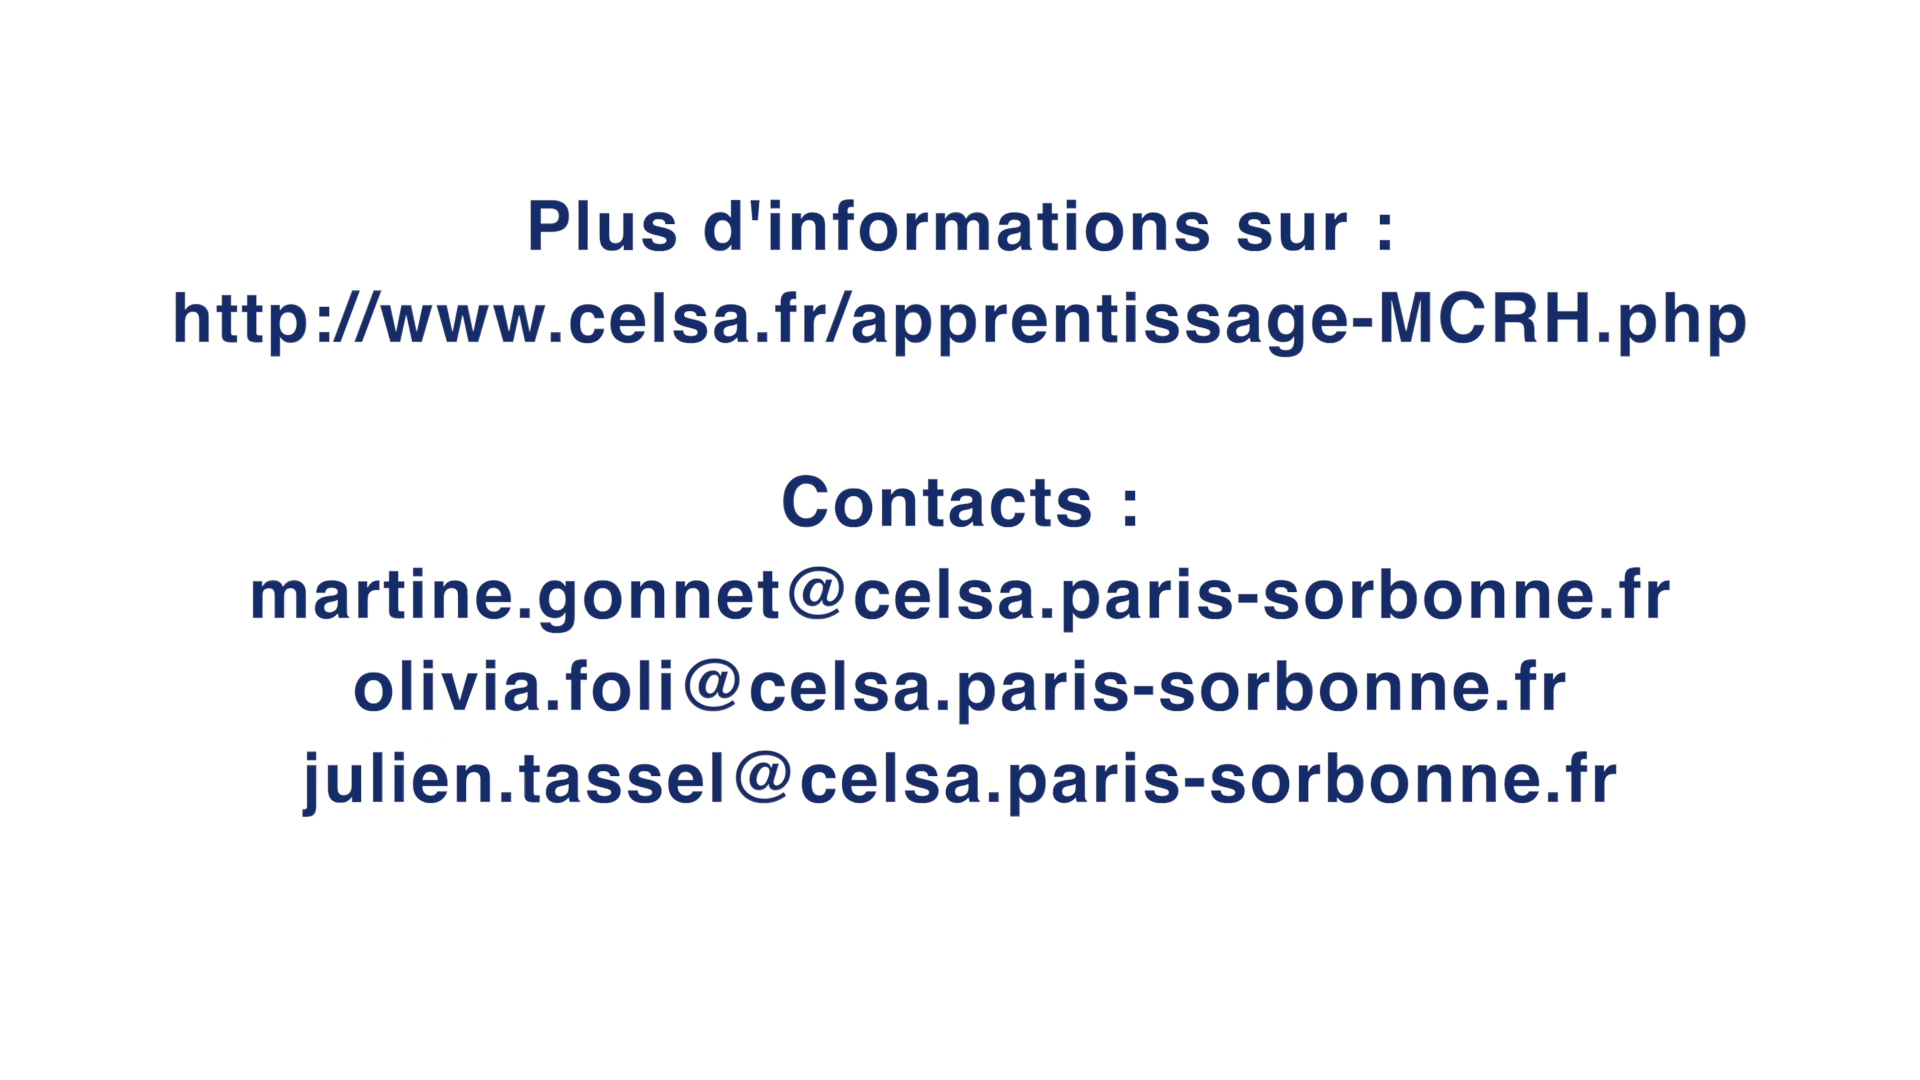 Plus d'informations sur :
http://www.celsa.fr/apprentissage-MCRH.php
Contacts :
martine.gonnet@celsa.paris-sorbonne.fr
olivia.foli@celsa.paris-sorbonne.fr
julien.tassel@celsa.paris-sorbonne.fr